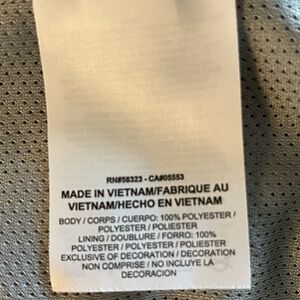 RN#56323 - CA#05553
MADE IN VIETNAM/FABRIQUE AU
VIETNAM/HECHO EN VIETNAM
BODY / CORPS / CUERPO: 100% POLYESTER /
POLYESTER / POLIESTER
LINING / DOUBLURE / FORRO: 100%
POLYESTER / POLYESTER / POLIESTER
EXCLUSIVE OF DECORATION / DECORATION
NON COMPRISE / NO INCLUYE LA
DECORACION